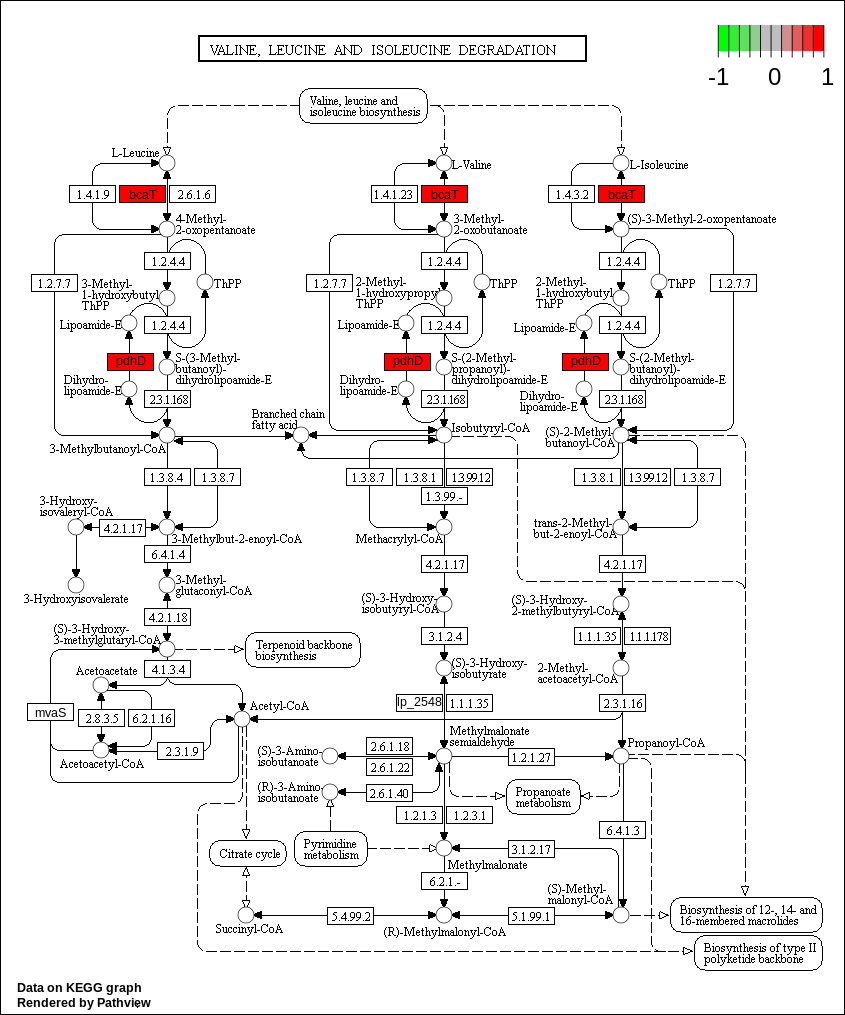 VALINE, LEUCINE AND ISOLEUCINE DEGRADATION
-1 0 1
Valine, leucine and
isoleucine biosynthesis
L-Leucine
L-Valine
L-Isoleucine
1.4.1.9 bcaT 2.6.1.6
1.4.1.23 bcaT
1.4.3.2 bcaT
4-Methyl-
2-oxopentanoate
3-Methyl-
2-oxobutanoate
(S)-3-Methyl-2-oxopentanoate
1.2.4.4
1.2.4.4
1.2.4.4
1.2.7.7
1.2.7.7
1.2.7.7
3-Methyl-
1-hydroxybutyl
ThPP
ThPP
2-Methyl-
1-hydroxypropyl
ThPP
ThPP
2-Methyl-
1-hydroxybutyl
ThPP
ThPP
Lipoamide-E
1.2.4.4
Lipoamide-E
1.2.4.4
Lipoamide-E
1.2.4.4
pdhD
pdhD
pdhD
S-(3-Methyl-
butanoyl)-
dihydrolipoamide-E
S-(2-Methyl-
propanoyl)-
dihydrolipoamide-E
S-(2-Methyl-
butanoyl)-
dihydrolipoamide-E
Dihydro-
lipoamide-E
Dihydro-
lipoamide-E
Dihydro-
lipoamide-E
2.3.1.168
2.3.1.168
2.3.1.168
Branched chain
fatty acid
3-Methylbutanoyl-CoA
Isobutyryl-CoA
(S)-2-Methyl-
butanoyl-CoA
1.3.8.4 1.3.8.7
1.3.8.7 1.3.8.1 1.3.99.12
1.3.99.-
1.3.8.1 1.3.99.12 1.3.8.7
3-Hydroxy-
isovaleryl-CoA
4.2.1.17
3-Methylbut-2-enoyl-CoA
Methacrylyl-CoA
trans-2-Methyl-
but-2-enoyl-CoA
6.4.1.4
4.2.1.17
4.2.1.17
3-Hydroxyisovalerate
3-Methyl-
glutaconyl-CoA
(S)-3-Hydroxy-
isobutyryl-CoA
(S)-3-Hydroxy-
2-methylbutyryl-CoA
4.2.1.18
3.1.2.4
1.1.1.35 1.1.1.178
(S)-3-Hydroxy-
3-methylglutaryl-CoA
Terpenoid backbone
biosynthesis
4.1.3.4
(S)-3-Hydroxy-
isobutyrate
2-Methyl-
acetoacetyl-CoA
Acetoacetate
lp_2548 1.1.1.35
2.3.1.16
mvaS
2.8.3.5 6.2.1.16
Acetyl-CoA
2.3.1.9
Acetoacetyl-CoA
Methylmalonate
semialdehyde
Propanoyl-CoA
(S)-3-Amino-
isobutanoate
2.6.1.18
2.6.1.22
1.2.1.27
(R)-3-Amino-
isobutanoate
2.6.1.40
Propanoate
metabolism
1.2.1.3 1.2.3.1
6.4.1.3
Citrate cycle
Pyrimidine
metabolism
3.1.2.17
Methylmalonate
6.2.1.-
(S)-Methyl-
malonyl-CoA
Succinyl-CoA
5.4.99.2
(R)-Methylmalonyl-CoA
5.1.99.1
Biosynthesis of 12-, 14- and
16-membered macrolides
Biosynthesis of type II
polyketide backbone
Data on KEGG graph
Rendered by Pathview